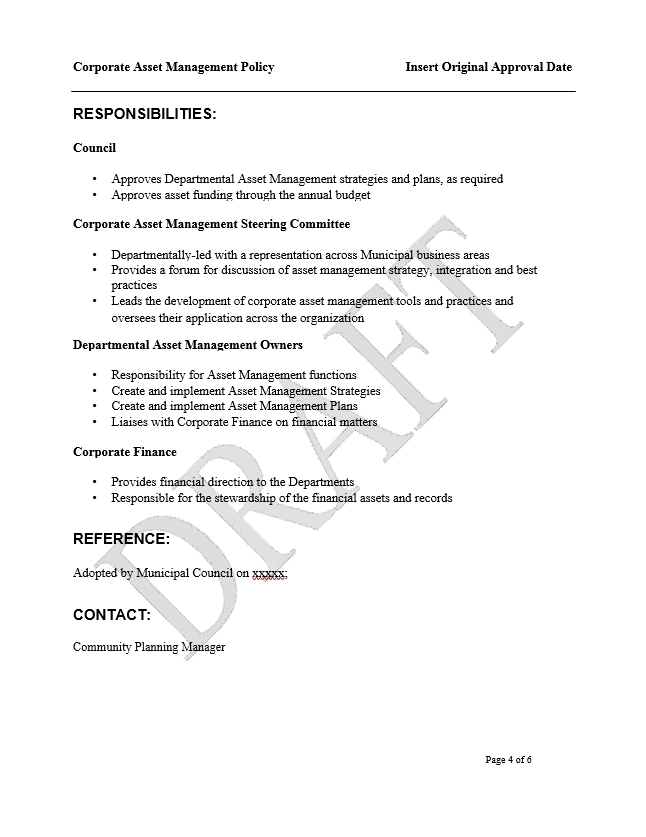 Corporate Asset Management Policy Insert Original Approval Date
RESPONSIBILITIES:
Council
• Approves Departmental Asset Management strategies and plans, as required
• Approves asset funding through the annual budget
Corporate Asset Management Steering Committee
• Departmentally-led with a representation across Municipal business areas
• Provides a forum for discussion of asset management strategy, integration and best
practices
• Leads the development of corporate asset management tools and practices and
oversees their application across the organization
Departmental Asset Management Owners
• Responsibility for Asset Management functions
• Create and implement Asset Management Strategies
• Create and implement Asset Management Plans
• Liaises with Corporate Finance on financial matters
Corporate Finance
• Provides financial direction to the Departments
• Responsible for the stewardship of the financial assets and records
REFERENCE:
Adopted by Municipal Council on xxxxx:
CONTACT:
Community Planning Manager
Page 4 of 6
DRAFT